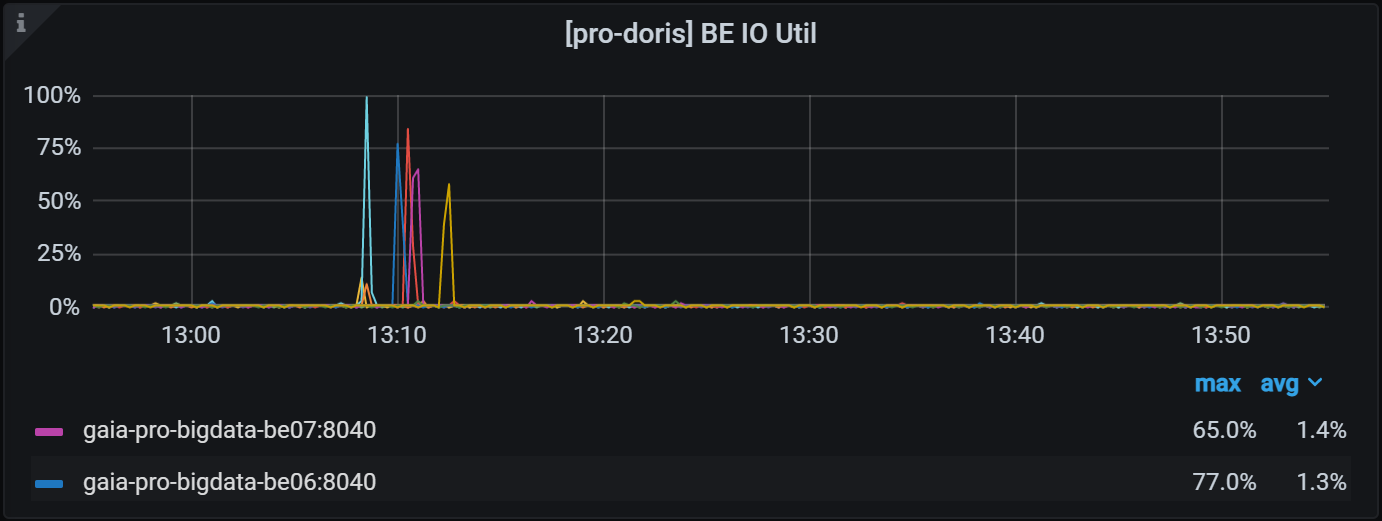 i
[pro-doris] BE IO Util
100%
75%
50%
25%
0%
13:00 13:10 13:20 13:30 13:40 13:50
max avg
gaia-pro-bigdata-be07:8040 65.0% 1.4%
gaia-pro-bigdata-be06:8040 77.0% 1.3%